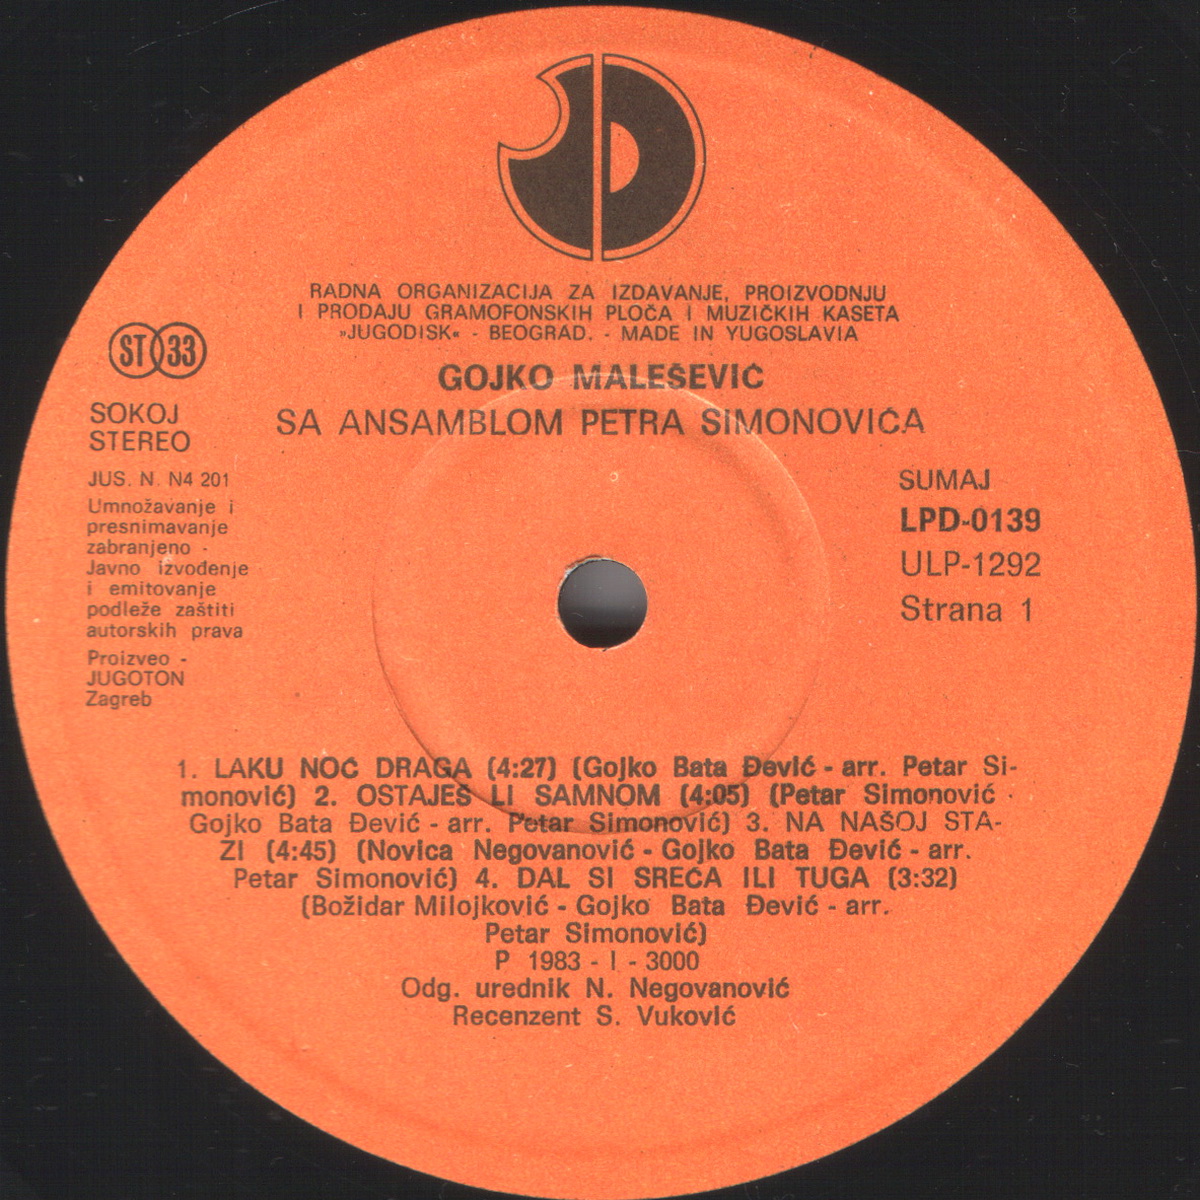 RADNA ORGANIZACIJA ZA IZDAVANJE, PROIZVODNJU
I PRODAJU GRAMOFONSKIH PLOČA I MUZIČKIH KASETA
»JUGODISK« - BEOGRAD. - MADE IN YUGOSLAVIA
ST 33
GOJKO MALEŠEVIĆ
SA ANSAMBLOM PETRA SIMONOVIĆA
SOKOJ
STEREO
JUS. N. N4 201
Umnožavanje i
presnimavanje
zabranjeno -
Javno izvođenje
i emitovanje
podleže zaštiti
autorskih prava
Proizveo -
JUGOTON
Zagreb
SUMAJ
LPD-0139
ULP-1292
Strana 1
1. LAKU NOĆ DRAGA (4:27) (Gojko Bata Đević - arr. Petar Si-
monović) 2. OSTAJEŠ LI SAMNOM (4:05) (Petar Simonović -
Gojko Bata Đević - arr. Petar Simonović) 3. NA NAŠOJ STA-
ZI (4:45) (Novica Negovanović - Gojko Bata Đević - arr.
Petar Simonović) 4. DAL SI SREĆA ILI TUGA (3:32)
(Božidar Milojković - Gojko Bata Đević - arr.
Petar Simonović)
P 1983 - I - 3000
Odg. urednik N. Negovanović
Recenzent S. Vuković